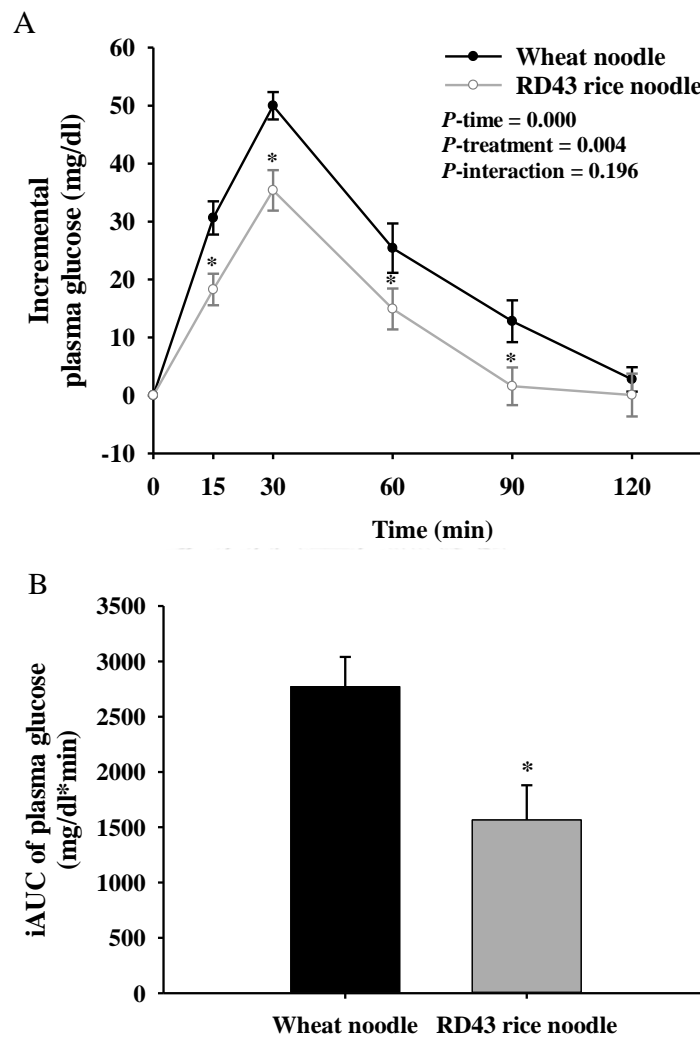 A
60
50
40
30
20
10
0
-10
Incremental
plasma glucose (mg/dl)
Wheat noodle
RD43 rice noodle
P-time = 0.000
P-treatment = 0.004
P-interaction = 0.196
*
*
*
*
0 15 30 60 90 120
Time (min)
B
3500
3000
2500
2000
1500
1000
500
0
iAUC of plasma glucose
(mg/dl*min)
*
Wheat noodle RD43 rice noodle